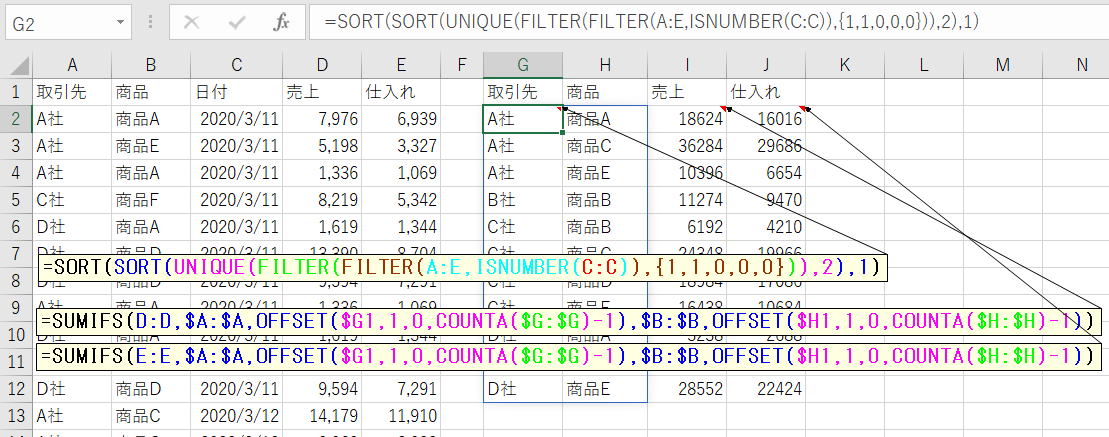 G2 fx =SORT(SORT(UNIQUE(FILTER(FILTER(A:E,ISNUMBER(C:C)),{1,1,0,0,0})),2),1)
A B C D E F G H I J K L M N
1 取引先 商品 日付 売上 仕入れ 取引先 商品 売上 仕入れ
2 A社 商品A 2020/3/11 7,976 6,939 A社 商品A 18624 16016
3 A社 商品E 2020/3/11 5,198 3,327 A社 商品C 36284 29686
4 A社 商品E 2020/3/11 1,336 1,069 A社 商品E 10396 6654
5 C社 商品F 2020/3/11 8,219 5,342 B社 商品B 11274 9470
6 D社 商品A 2020/3/11 1,619 1,344 C社 商品B 6192 4210
7
=SORT(SORT(UNIQUE(FILTER(FILTER(A:E,ISNUMBER(C:C)),{1,1,0,0,0})),2),1)
8
9
=SUMIFS(D:D,$A:$A,OFFSET($G1,1,0,COUNTA($G:$G)-1),$B:$B,OFFSET($H1,1,0,COUNTA($H:$H)-1))
10
=SUMIFS(E:E,$A:$A,OFFSET($G1,1,0,COUNTA($G:$G)-1),$B:$B,OFFSET($H1,1,0,COUNTA($H:$H)-1))
11
12 D社 商品D 2020/3/11 9,594 7,291 D社 商品E 28552 22424
13 A社 商品C 2020/3/12 14,179 11,910